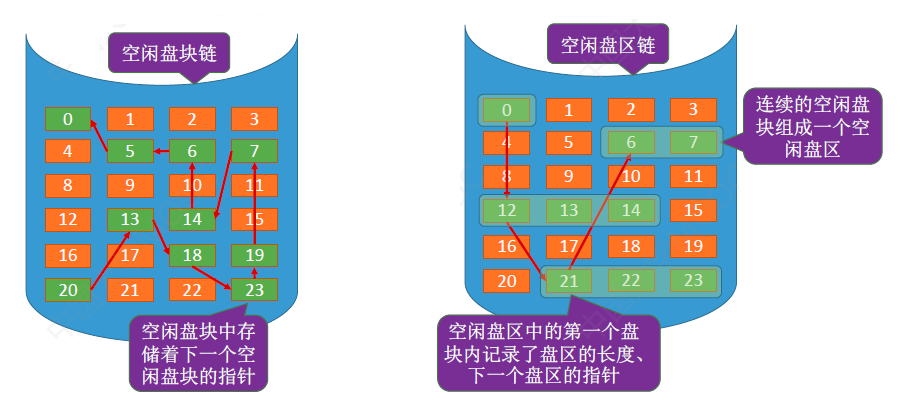 空闲盘块链
0 1 2 3
4 5 6 7
8 9 10 11
12 13 14 15
16 17 18 19
20 21 22 23
空闲盘块中存
储着下一个空
闲盘块的指针
空闲盘区链
0 1 2 3
4 5 6 7
8 9 10 11
12 13 14 15
16 17 18 19
20 21 22 23
连续的空闲盘
块组成一个空
闲盘区
空闲盘区中的第一个盘
块内记录了盘区的长度、
下一个盘区的指针